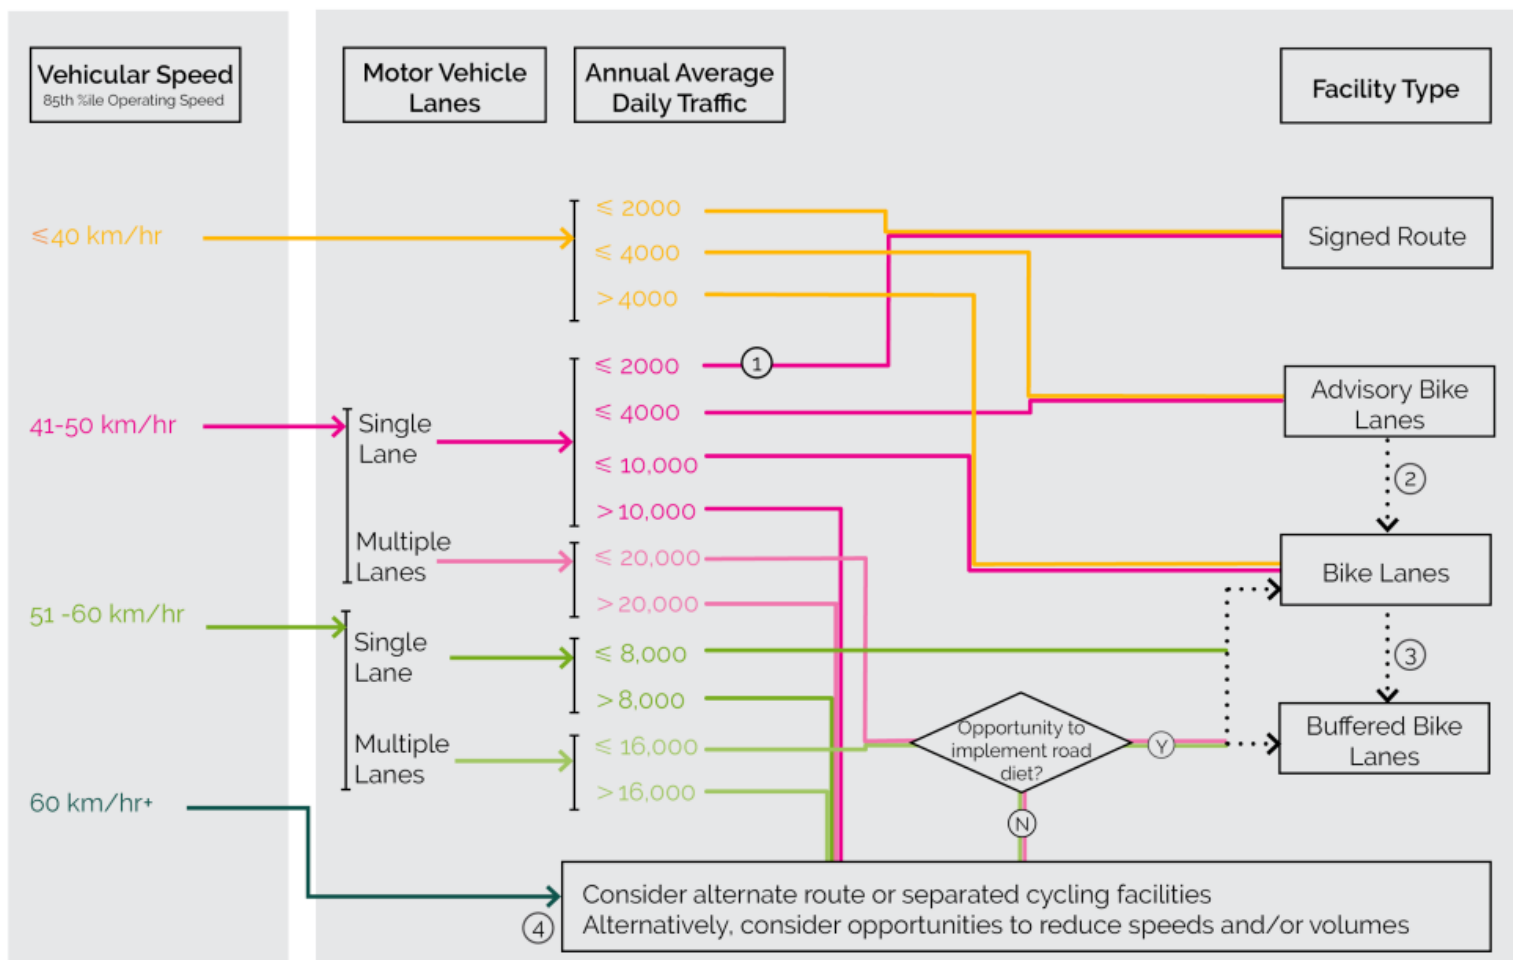 Vehicular Speed
85th %ile Operating Speed
Motor Vehicle
Lanes
Annual Average
Daily Traffic
Facility Type
≤40 km/hr
≤ 2000
≤ 4000
>4000
Signed Route
41-50 km/hr
Single
Lane
≤ 2000
1
≤ 4000
≤ 10,000
>10,000
Advisory Bike
Lanes
2
Multiple
Lanes
≤ 20,000
>20,000
Bike Lanes
51 -60 km/hr
Single
Lane
≤ 8,000
>8,000
3
Multiple
Lanes
≤ 16,000
>16,000
Opportunity to
implement road
diet?
Y
N
Buffered Bike
Lanes
60 km/hr+
Consider alternate route or separated cycling facilities
4
Alternatively, consider opportunities to reduce speeds and/or volumes